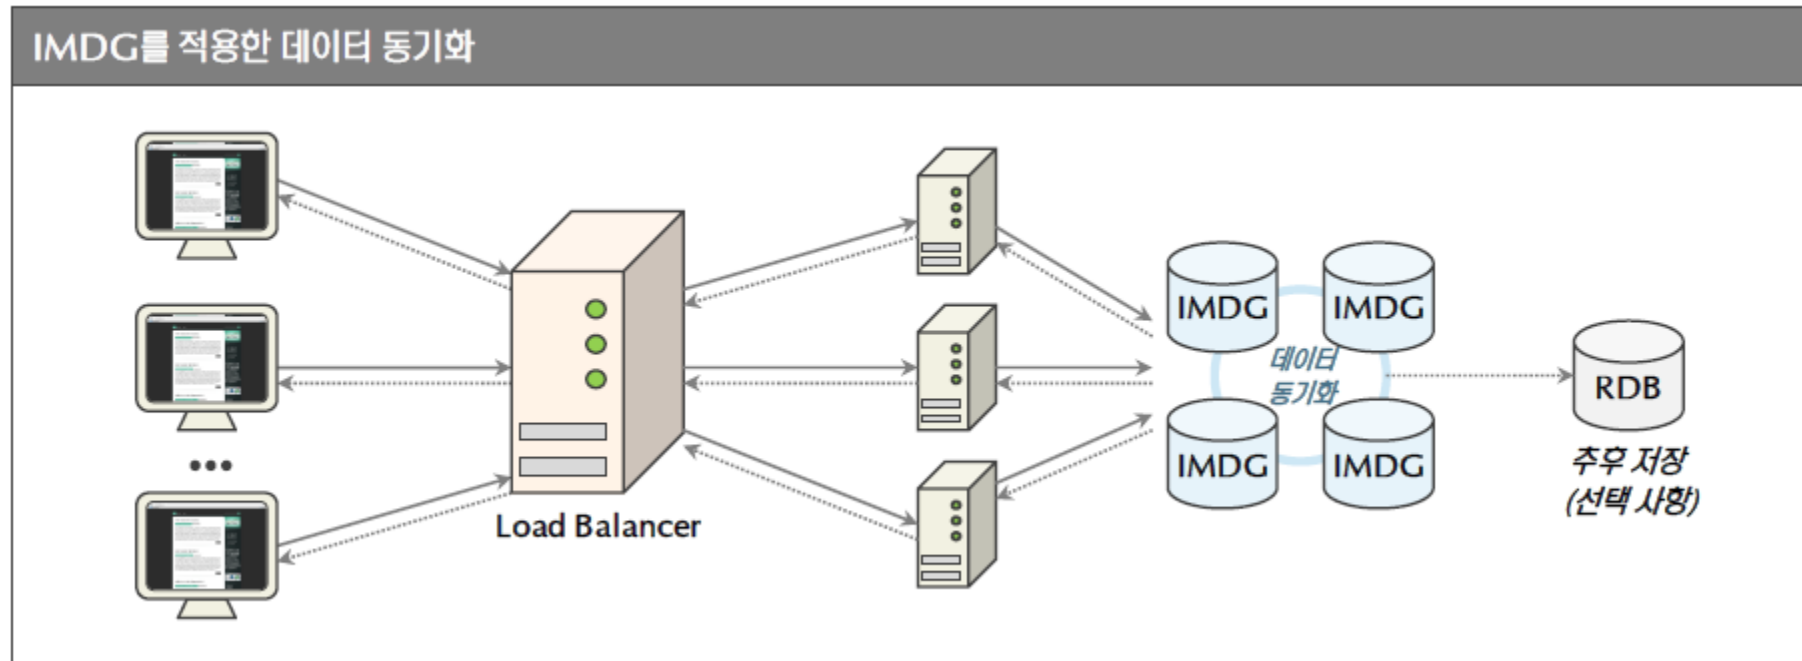 IMDG를 적용한 데이터 동기화
Load Balancer
IMDG
IMDG
데이터
동기화
IMDG
IMDG
RDB
추후 저장
(선택 사항)